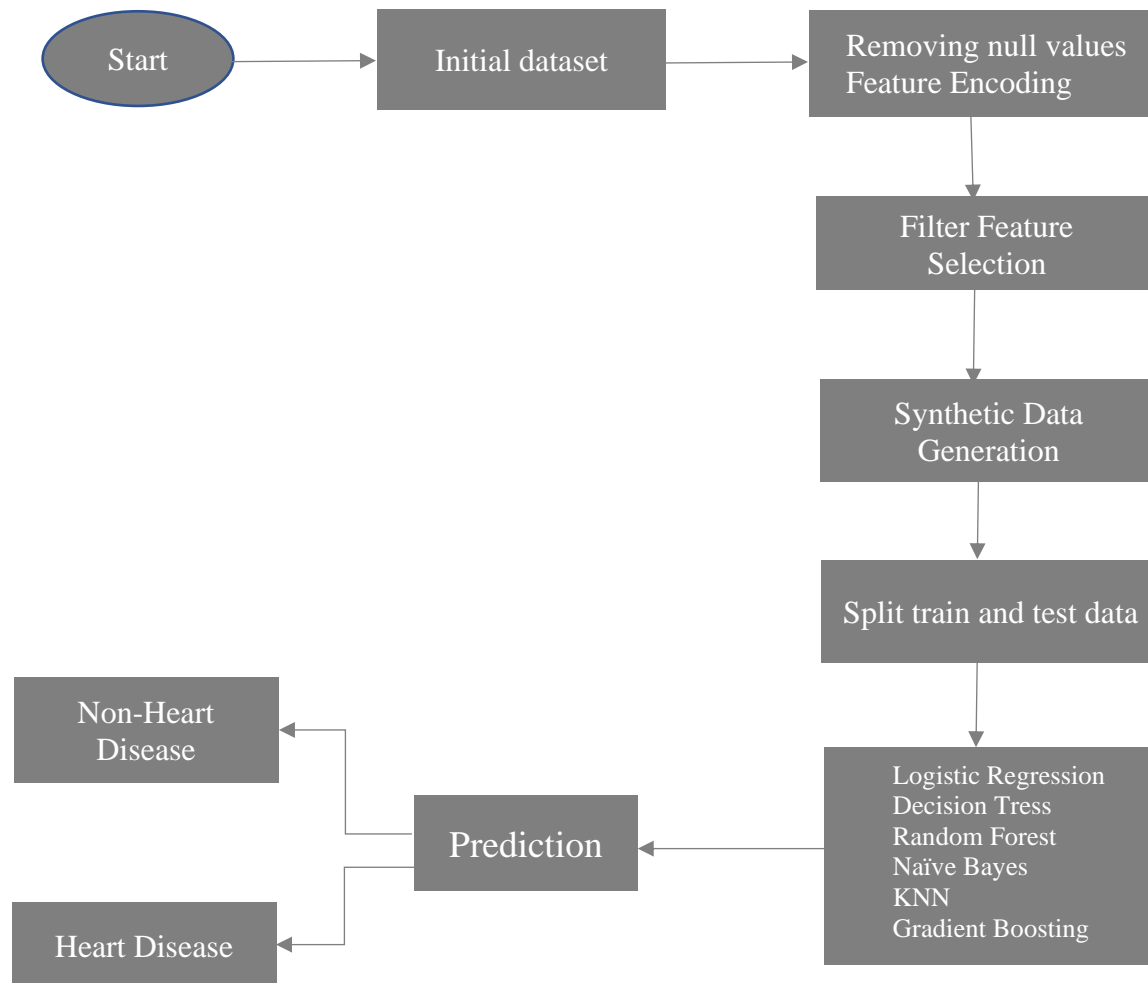 Start
Initial dataset
Removing null values
Feature Encoding
Filter Feature
Selection
Synthetic Data
Generation
Split train and test data
Logistic Regression
Decision Tress
Random Forest
Naïve Bayes
KNN
Gradient Boosting
Prediction
Non-Heart
Disease
Heart Disease